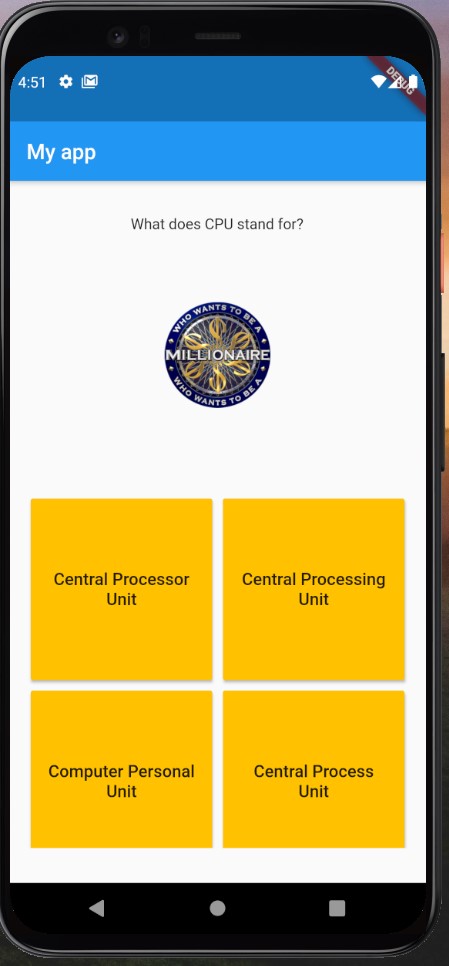 4:51
DEBUG
My app
What does CPU stand for?
WHO WANTS TO BE A
MILLIONAIRE
WHO WANTS TO BE A
Central Processor
Unit
Central Processing
Unit
Computer Personal
Unit
Central Process
Unit